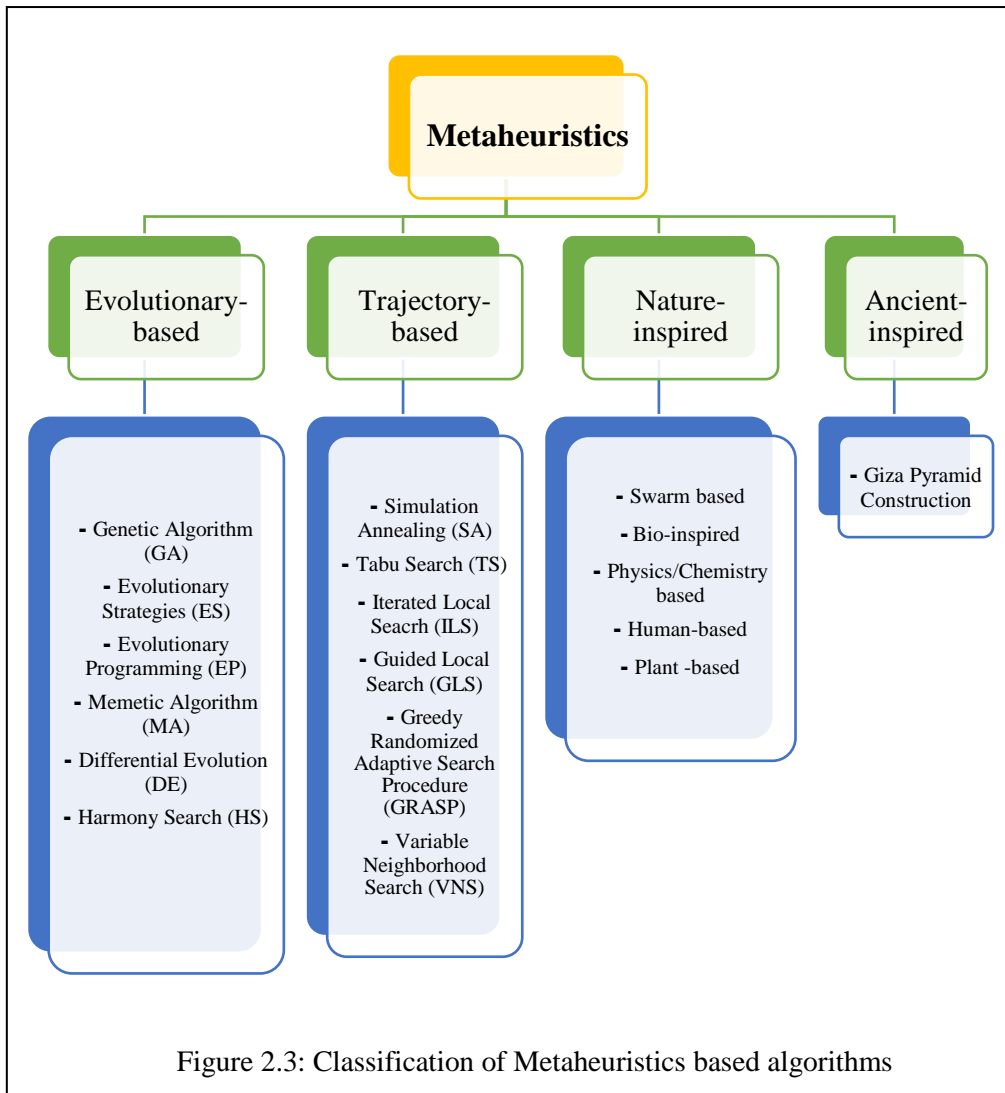 Metaheuristics
Evolutionary-
based
Trajectory-
based
Nature-
inspired
Ancient-
inspired
- Genetic Algorithm
(GA)
- Evolutionary
Strategies (ES)
- Evolutionary
Programming (EP)
- Memetic Algorithm
(MA)
- Differential Evolution
(DE)
- Harmony Search (HS)
- Simulation
Annealing (SA)
- Tabu Search (TS)
- Iterated Local
Seacrh (ILS)
- Guided Local
Search (GLS)
- Greedy
Randomized
Adaptive Search
Procedure
(GRASP)
- Variable
Neighborhood
Search (VNS)
- Swarm based
- Bio-inspired
- Physics/Chemistry
based
- Human-based
- Plant -based
- Giza Pyramid
Construction
Figure 2.3: Classification of Metaheuristics based algorithms